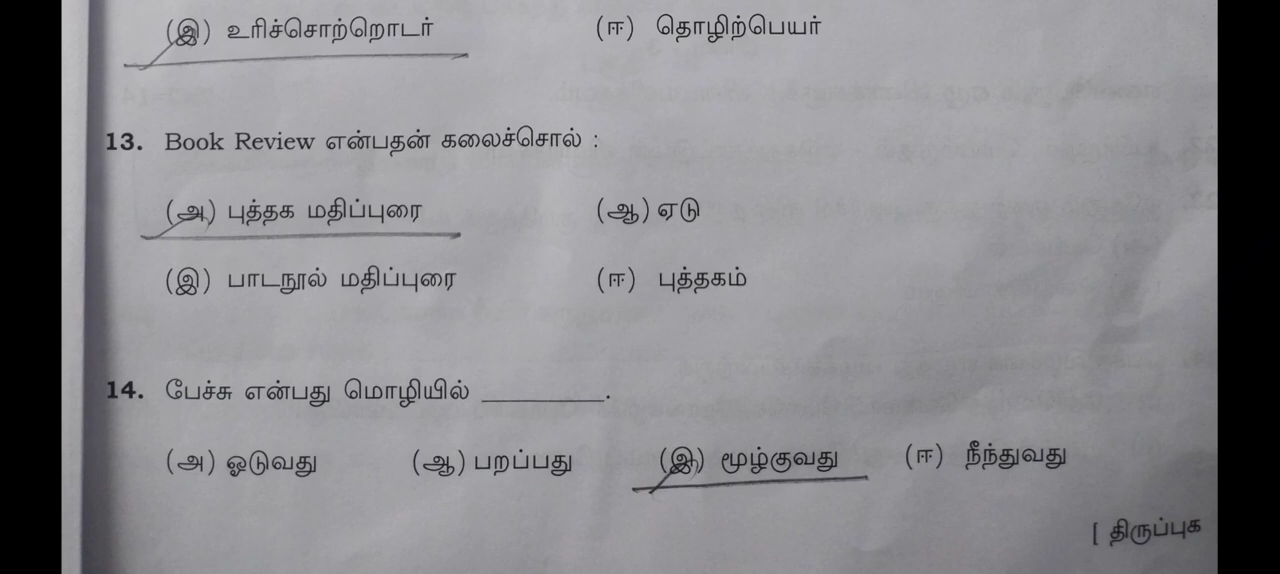 (இ) உரிச்சொற்றொடர் (ஈ) தொழிற்பெயர்
13. Book Review என்பதன் கலைச்சொல் :
(அ) புத்தக மதிப்புரை (ஆ) ஏடு
(இ) பாடநூல் மதிப்புரை (ஈ) புத்தகம்
14. பேச்சு என்பது மொழியில் ________.
(அ) ஓடுவது (ஆ) பறப்பது (இ) மூழ்குவது (ஈ) நீந்துவது
[ திருப்புக